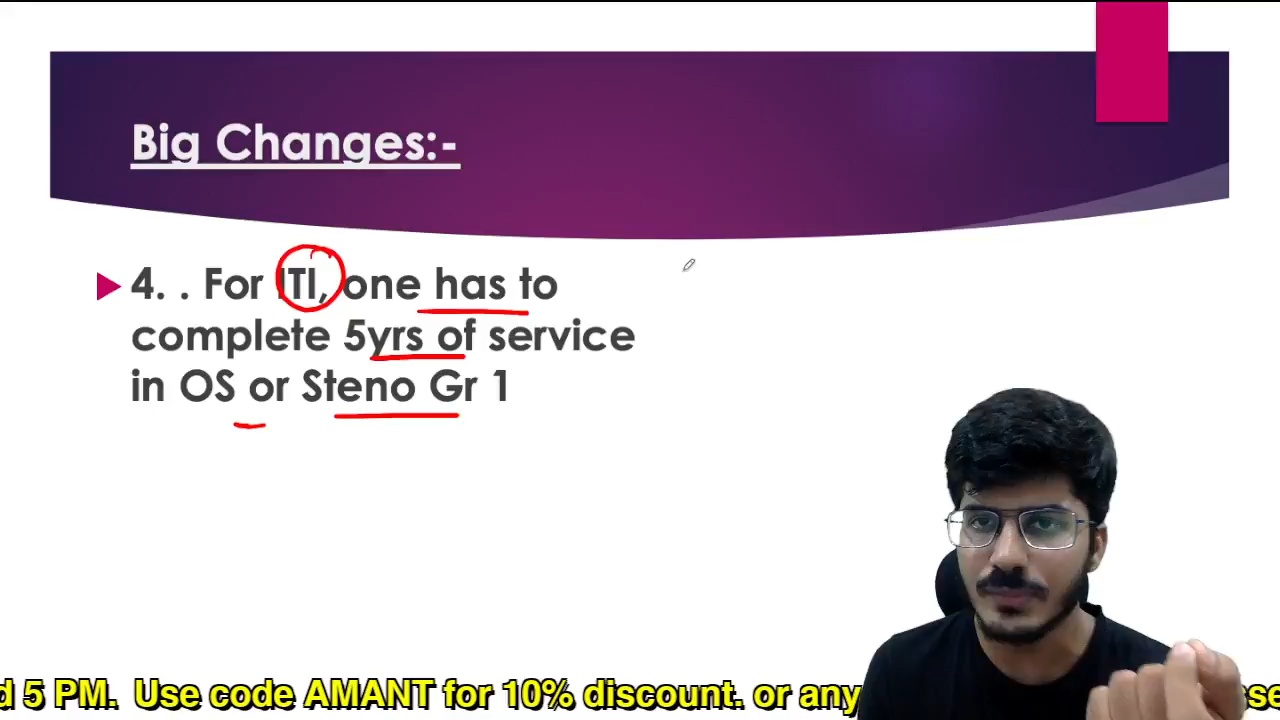 Big Changes:-
4. . For ITI, one has to
complete 5yrs of service
in OS or Steno Gr 1
5 PM. Use code AMANT for 10% discount. or any